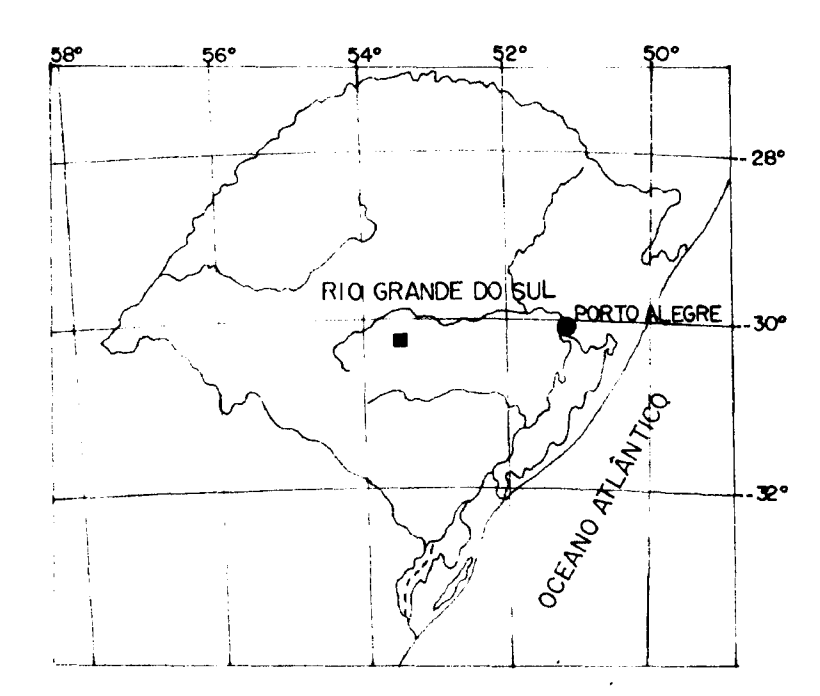 58° 56° 54° 52° 50°
28°
RIO GRANDE DO SUL
PORTO ALEGRE
30°
32°
OCEANO ATLÂNTICO